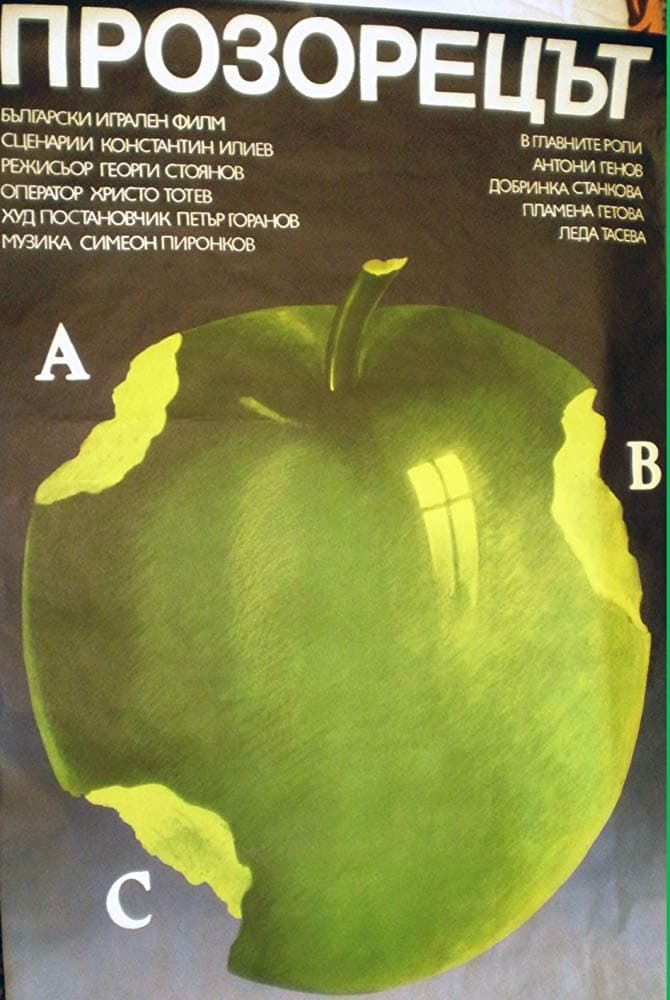 ПРОЗОРЕЦЪТ
БЪЛГАРСКИ ИГРАЛЕН ФИЛМ
СЦЕНАРИИ КОНСТАНТИН ИЛИЕВ
РЕЖИСЬОР ГЕОРГИ СТОЯНОВ
ОПЕРАТОР ХРИСТО ТОТЕВ
ХУД ПОСТАНОВЧИК ПЕТЪР ГОРАНОВ
МУЗИКА СИМЕОН ПИРОНКОВ
В ГЛАВНИТЕ РОЛИ
АНТОНИ ГЕНОВ
ДОБРИНКА СТАНКОВА
ПЛАМЕНА ГЕТОВА
ЛЕДА ТАСЕВА
A
B
C